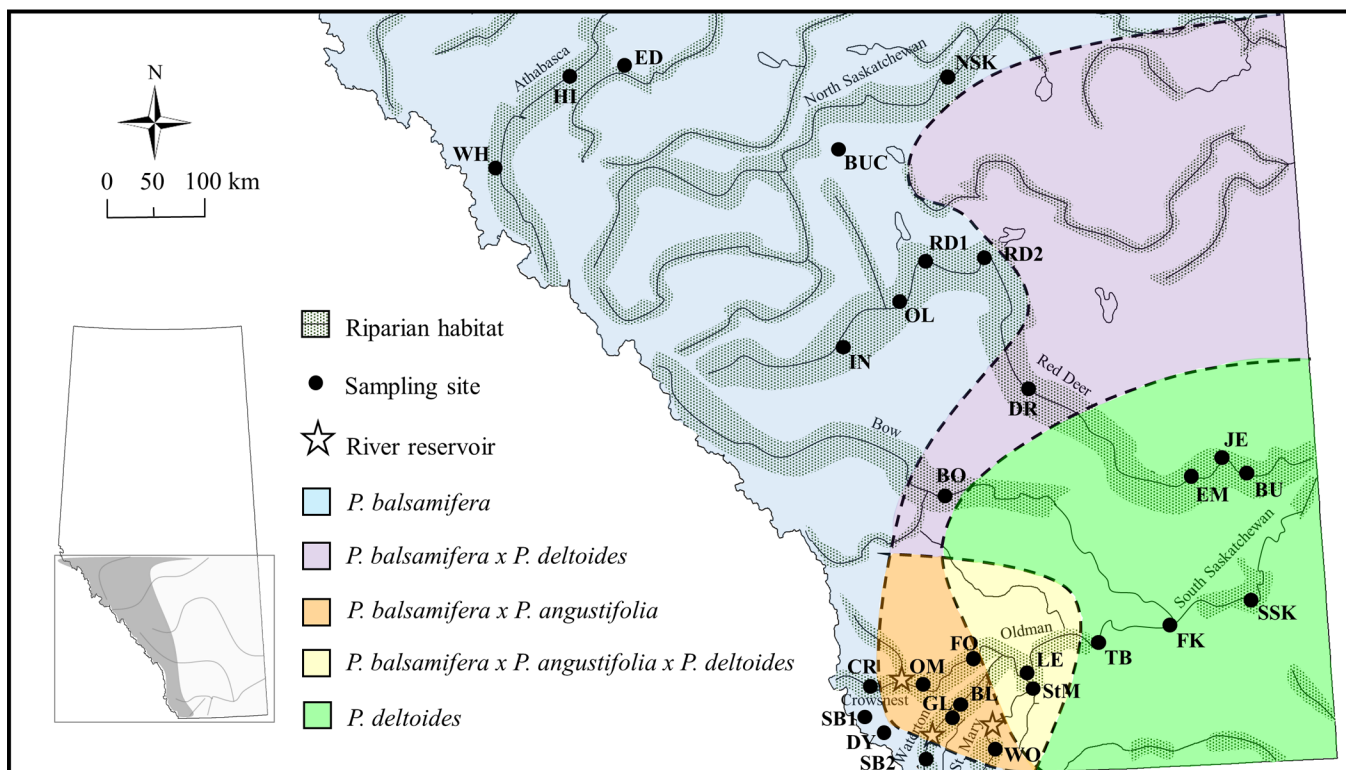 N
0 50 100 km
Riparian habitat
Sampling site
River reservoir
P. balsamifera
P. balsamifera x P. deltoides
P. balsamifera x P. angustifolia
P. balsamifera x P. angustifolia x P. deltoides
P. deltoides
Athabasca
ED
HI
WH
North Saskatchewan
NSK
BUC
RD1
RD2
OL
IN
Red Deer
DR
Bow
BO
JE
EM
BU
South Saskatchewan
SSK
FK
TB
Oldman
FO
LE
StM
CR
OM
Crowsnest
GL
BL
SB1
DY
Waterton
St. Mary
SB2
WO